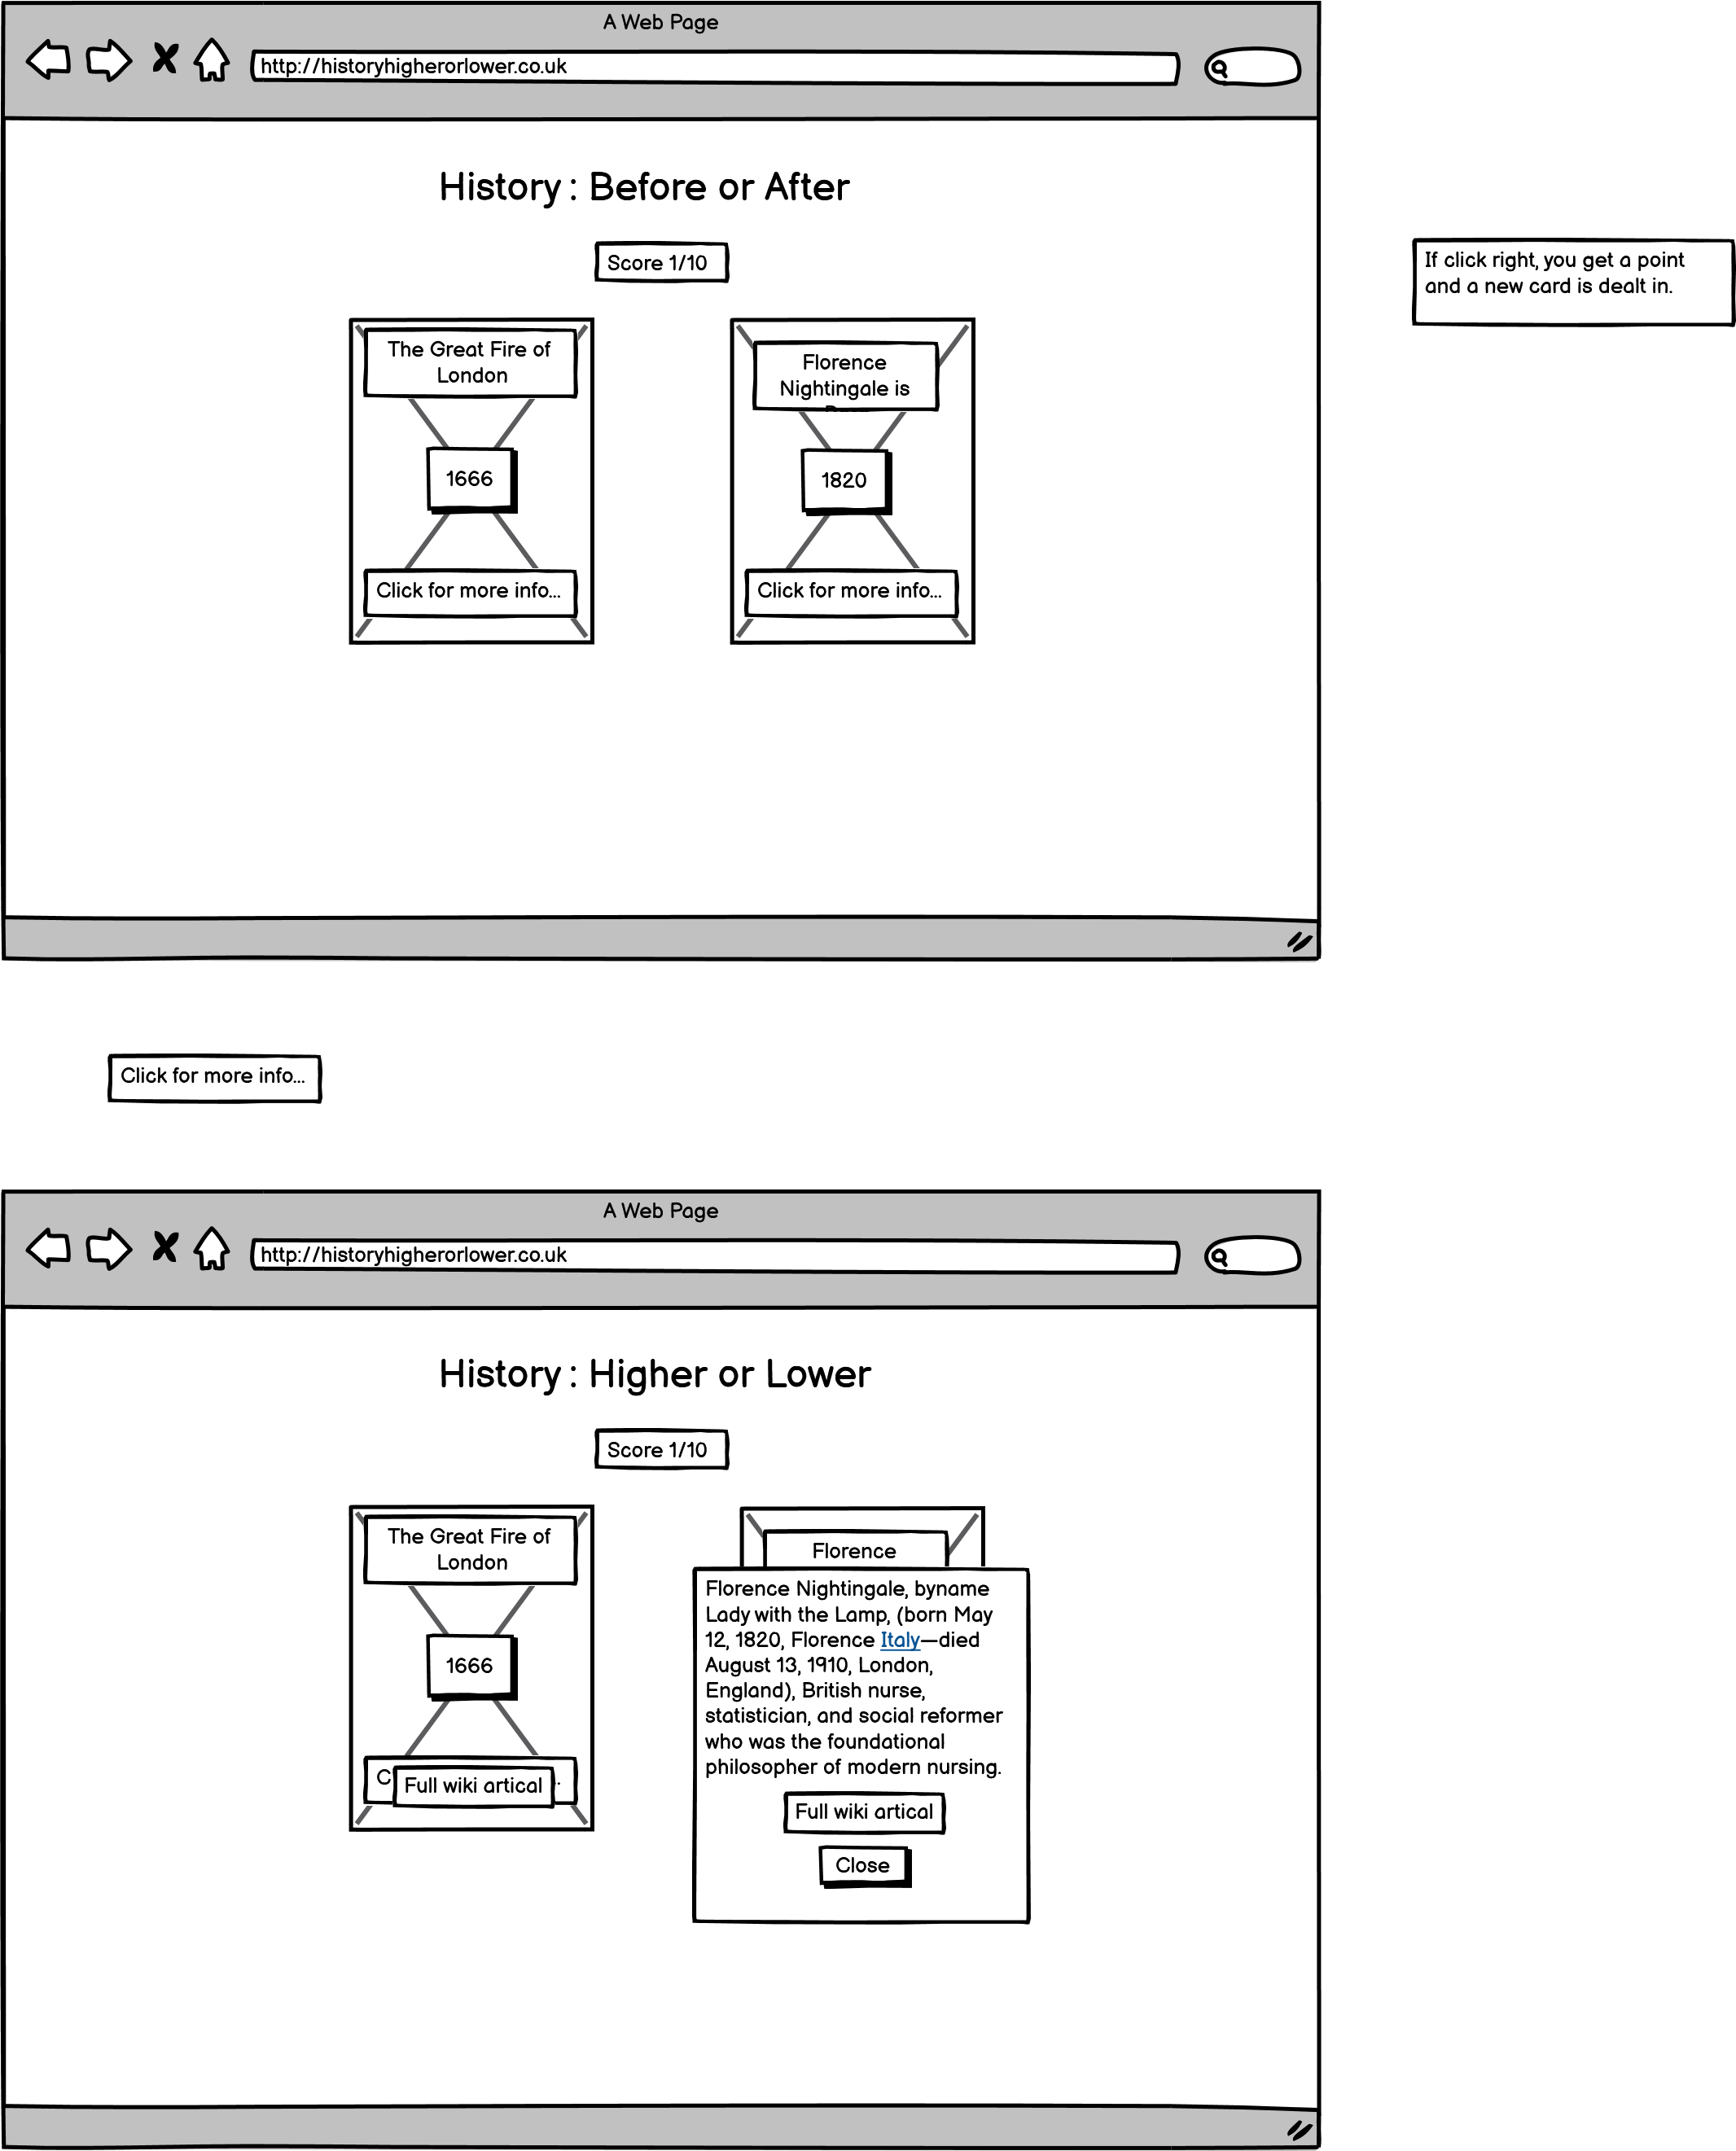 A Web Page
http://historyhigherorlower.co.uk
History : Before or After
Score 1/10
If click right, you get a point
and a new card is dealt in.
The Great Fire of
London
1666
Click for more info...
Florence
Nightingale is
1820
Click for more info...
Click for more info...
A Web Page
http://historyhigherorlower.co.uk
History : Higher or Lower
Score 1/10
The Great Fire of
London
1666
Full wiki artical
Florence
Florence Nightingale, byname
Lady with the Lamp, (born May
12, 1820, Florence Italy—died
August 13, 1910, London,
England), British nurse,
statistician, and social reformer
who was the foundational
philosopher of modern nursing.
Full wiki artical
Close